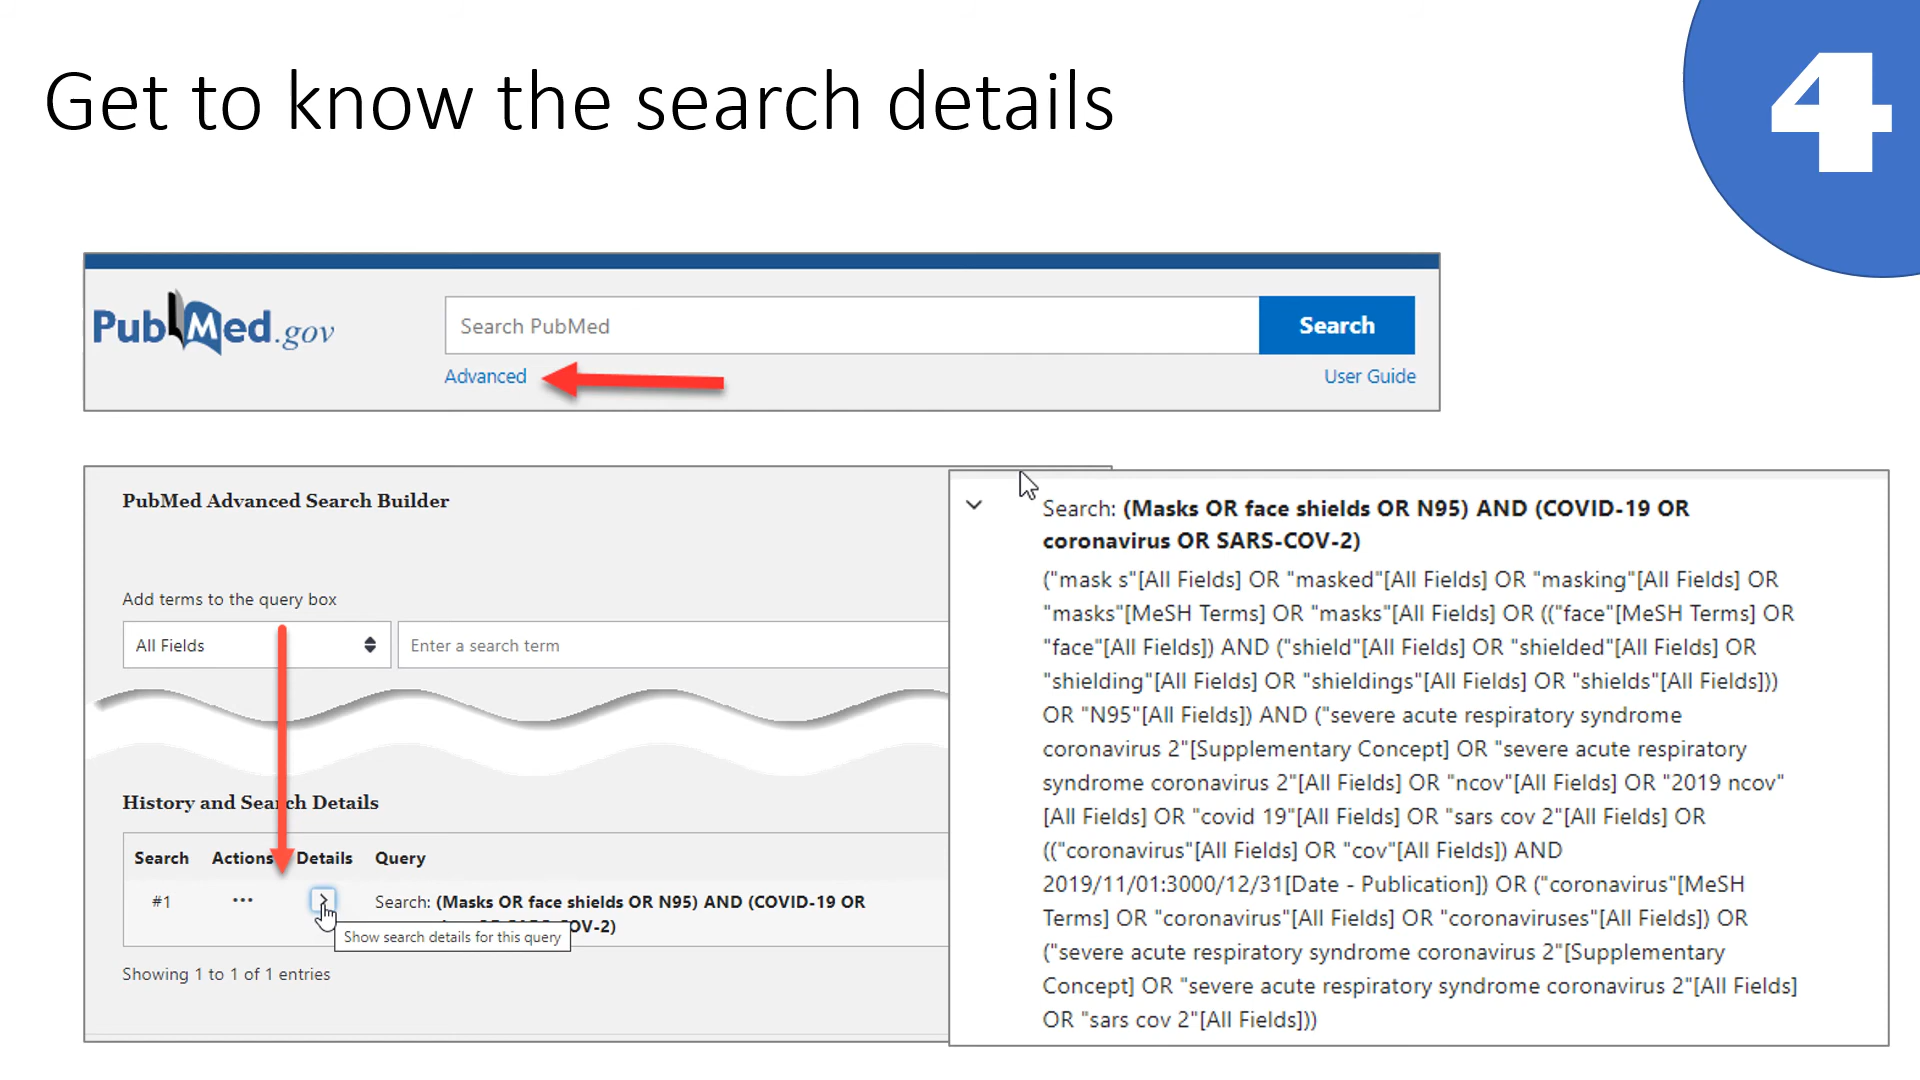 Get to know the search details
4
PubMed.gov
Search PubMed
Search
Advanced
User Guide
PubMed Advanced Search Builder
Add terms to the query box
All Fields
Enter a search term
History and Search Details
Search Actions Details Query
#1 ... Search: (Masks OR face shields OR N95) AND (COVID-19 OR
OV-2)
Show search details for this query
Showing 1 to 1 of 1 entries
Search: (Masks OR face shields OR N95) AND (COVID-19 OR
coronavirus OR SARS-COV-2)
("mask s"[All Fields] OR "masked"[All Fields] OR "masking"[All Fields] OR
"masks"[MeSH Terms] OR "masks"[All Fields] OR (("face"[MeSH Terms] OR
"face"[All Fields]) AND ("shield"[All Fields] OR "shielded"[All Fields] OR
"shielding"[All Fields] OR "shieldings"[All Fields] OR "shields"[All Fields]))
OR "N95"[All Fields]) AND ("severe acute respiratory syndrome
coronavirus 2"[Supplementary Concept] OR "severe acute respiratory
syndrome coronavirus 2"[All Fields] OR "ncov"[All Fields] OR "2019 ncov"
[All Fields] OR "covid 19"[All Fields] OR "sars cov 2"[All Fields] OR
(("coronavirus"[All Fields] OR "cov"[All Fields]) AND
2019/11/01:3000/12/31[Date - Publication]) OR ("coronavirus"[MeSH
Terms] OR "coronavirus"[All Fields] OR "coronaviruses"[All Fields]) OR
("severe acute respiratory syndrome coronavirus 2"[Supplementary
Concept] OR "severe acute respiratory syndrome coronavirus 2"[All Fields]
OR "sars cov 2"[All Fields]))